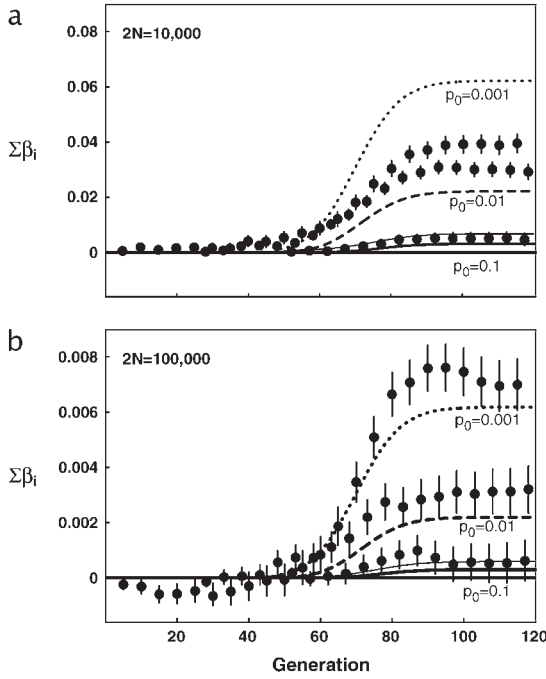 a
2N=10,000
0.08
0.06
p0=0.001
Σβi
0.04
0.02
p0=0.01
0
p0=0.1
b
2N=100,000
0.008
0.006
p0=0.001
Σβi
0.004
0.002
p0=0.01
0
p0=0.1
20 40 60 80 100 120
Generation